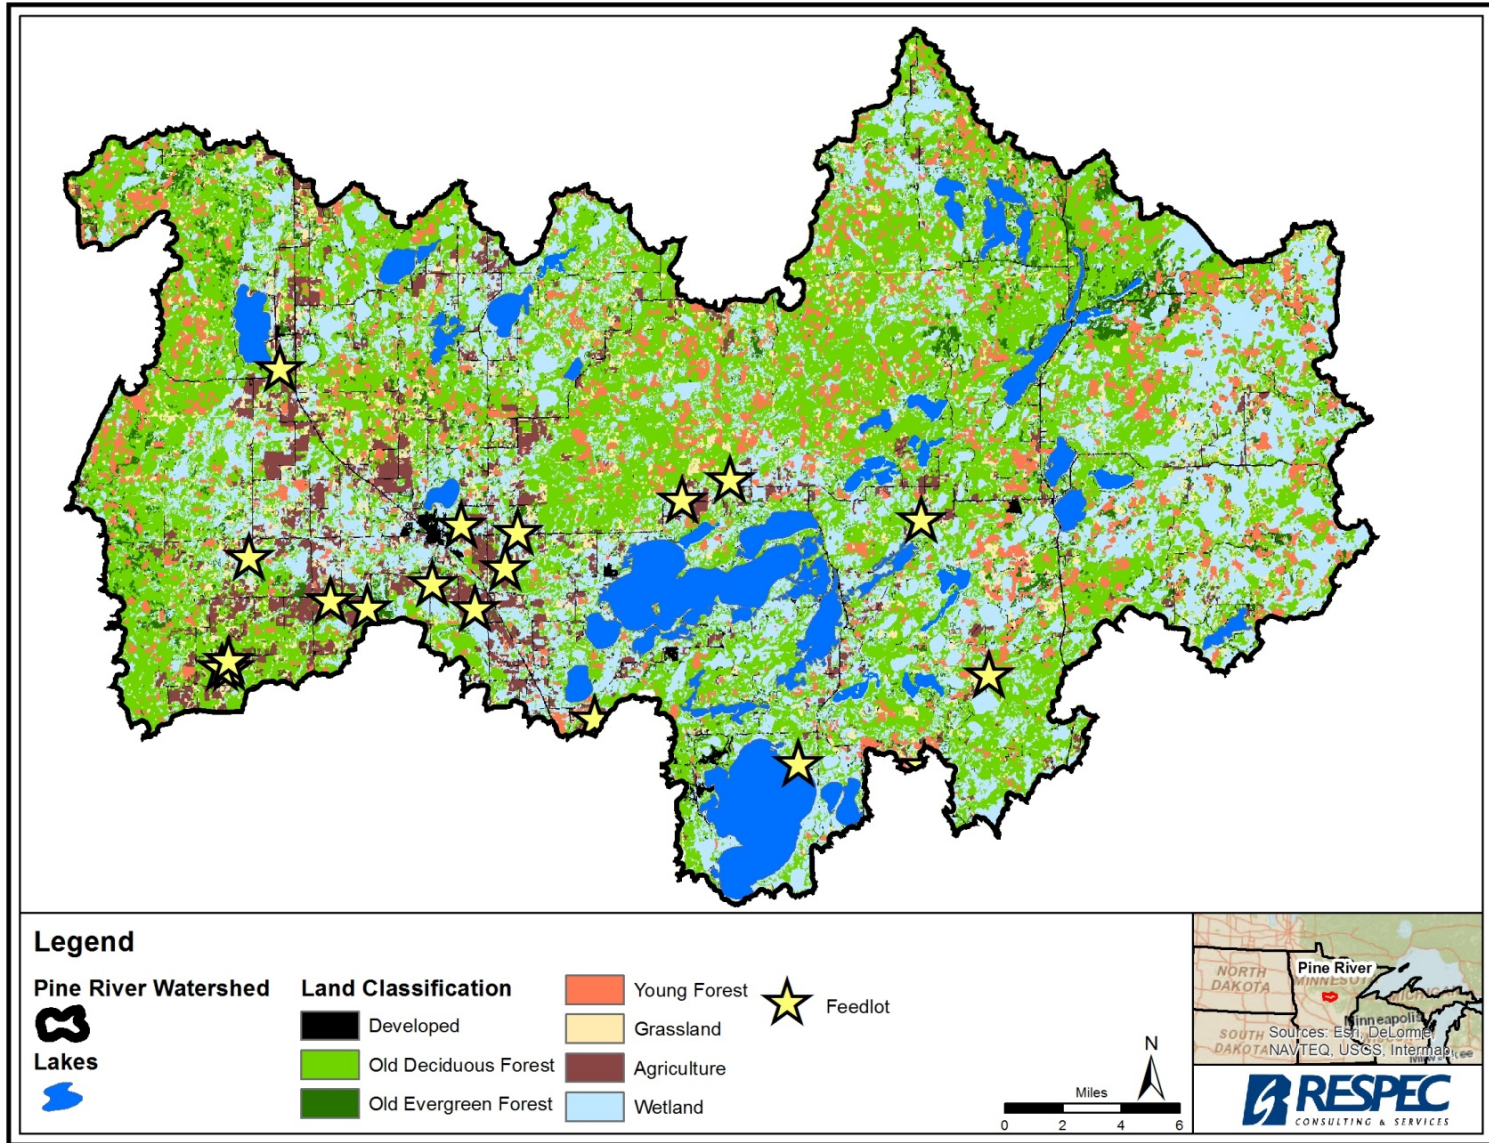 Legend
Pine River Watershed
Lakes
Land Classification
Developed
Old Deciduous Forest
Old Evergreen Forest
Young Forest
Grassland
Agriculture
Wetland
Feedlot
N
Miles
0 2 4 6
NORTH
DAKOTA
Pine River
MINNESOTA
MICHIGAN
Minneapolis
SOUTH
DAKOTA
Sources: Esri, DeLorme,
NAVTEQ, USGS, Intermap,
RESPEC
CONSULTING & SERVICES